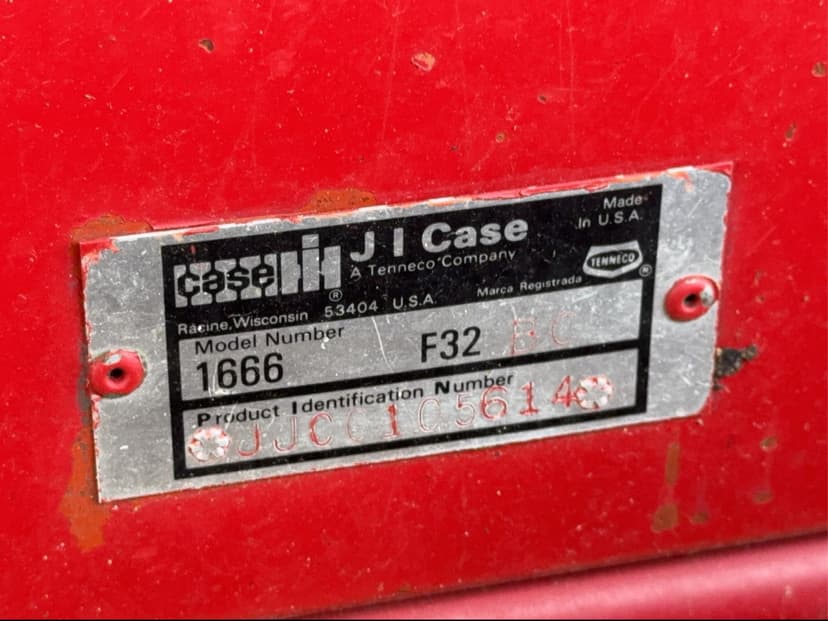 case IH ® J I Case
A Tenneco Company
Made
In U.S.A.
TENNECO ®
Racine, Wisconsin 53404 U.S.A. Marca Registrada
Model Number
1666 F32 BC
Product Identification Number
JJC0105614